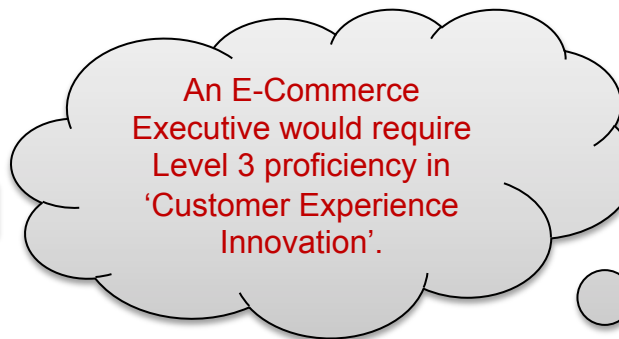 An E-Commerce
Executive would require
Level 3 proficiency in
‘Customer Experience
Innovation’.